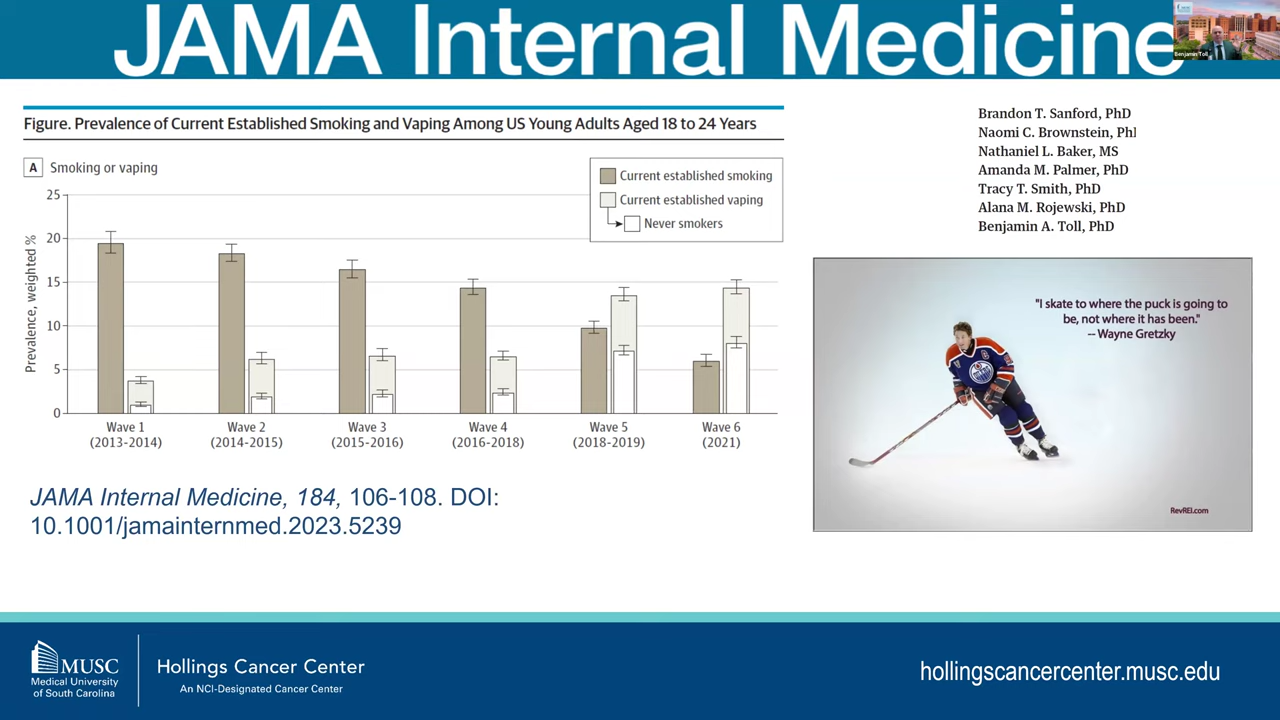 JAMA Internal Medicine
MUSC
Benjamin Toll
Figure. Prevalence of Current Established Smoking and Vaping Among US Young Adults Aged 18 to 24 Years
A Smoking or vaping
Current established smoking
Current established vaping
Never smokers
Prevalence, weighted %
25
20
15
10
5
0
Wave 1
(2013-2014)
Wave 2
(2014-2015)
Wave 3
(2015-2016)
Wave 4
(2016-2018)
Wave 5
(2018-2019)
Wave 6
(2021)
Brandon T. Sanford, PhD
Naomi C. Brownstein, Ph
Nathaniel L. Baker, MS
Amanda M. Palmer, PhD
Tracy T. Smith, PhD
Alana M. Rojewski, PhD
Benjamin A. Toll, PhD
"I skate to where the puck is going to
be, not where it has been."
-- Wayne Gretzky
OILERS
C
RevREI.com
JAMA Internal Medicine, 184, 106-108. DOI:
10.1001/jamainternmed.2023.5239
MUSC
Medical University
of South Carolina
Hollings Cancer Center
An NCI-Designated Cancer Center
hollingscancercenter.musc.edu